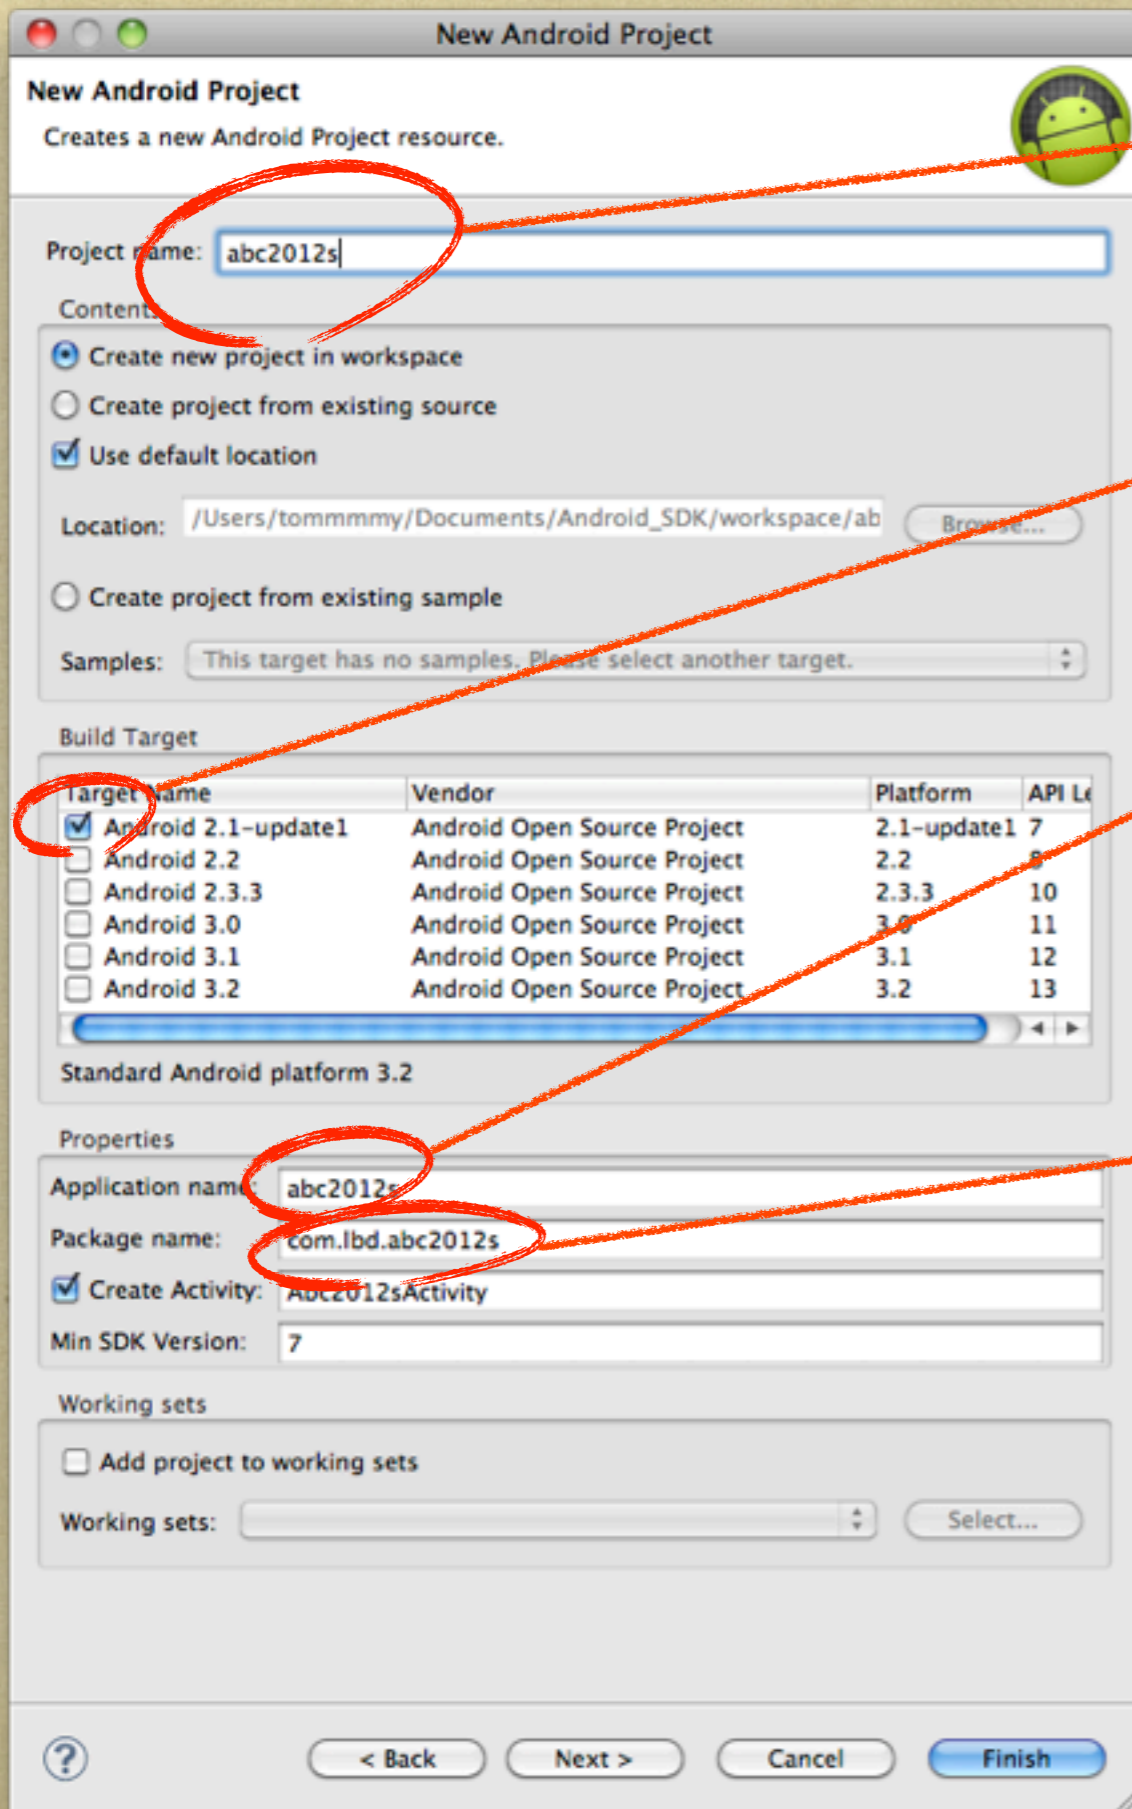 New Android Project
New Android Project
Creates a new Android Project resource.
Project name: abc2012s
Contents
Create new project in workspace
Create project from existing source
Use default location
Location: /Users/tommmmy/Documents/Android_SDK/workspace/ab Browse...
Create project from existing sample
Samples: This target has no samples. Please select another target.
Build Target
Target Name Vendor Platform API Le
Android 2.1-update1 Android Open Source Project 2.1-update1 7
Android 2.2 Android Open Source Project 2.2 8
Android 2.3.3 Android Open Source Project 2.3.3 10
Android 3.0 Android Open Source Project 3.0 11
Android 3.1 Android Open Source Project 3.1 12
Android 3.2 Android Open Source Project 3.2 13
Standard Android platform 3.2
Properties
Application name: abc2012s
Package name: com.lbd.abc2012s
Create Activity: Abc2012sActivity
Min SDK Version: 7
Working sets
Add project to working sets
Working sets: Select...
? < Back Next > Cancel Finish